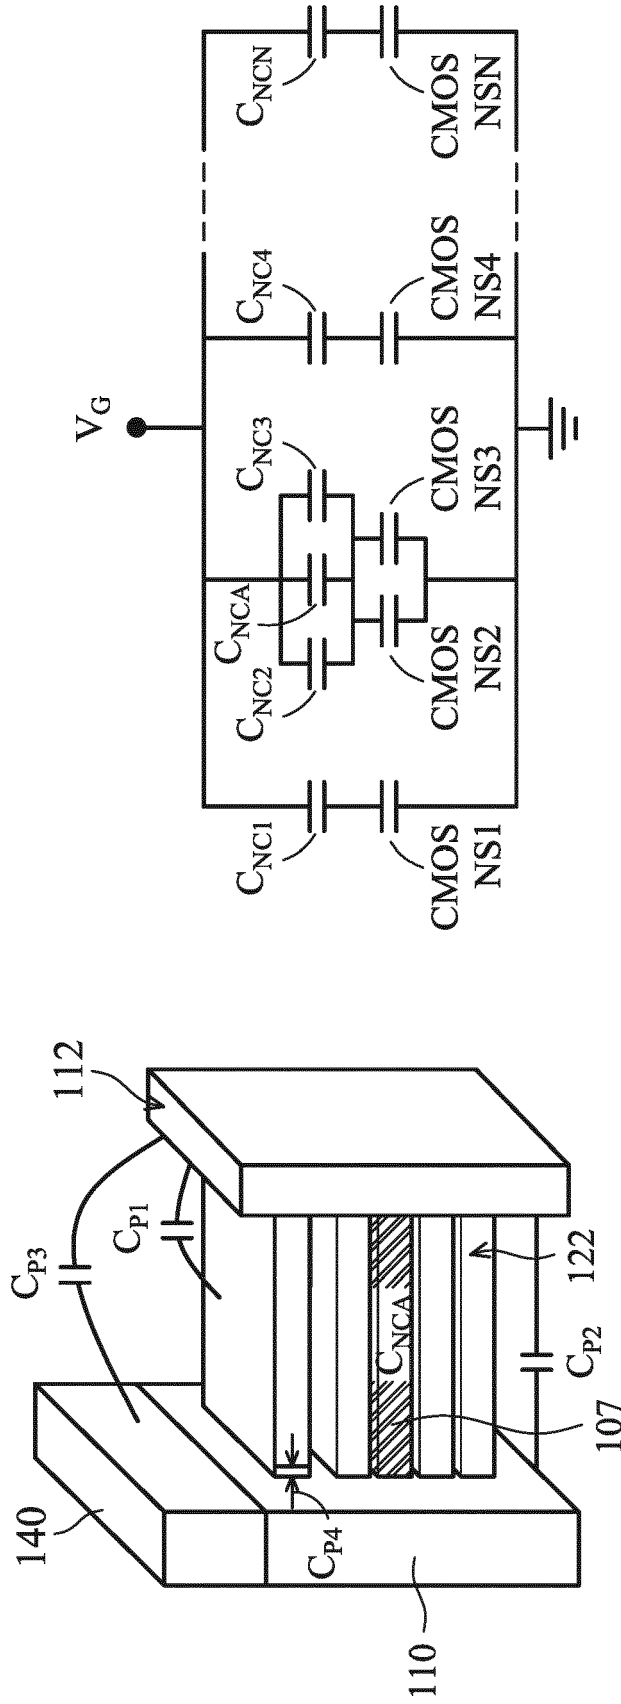 V_G
C_NC1
C_NC2
C_NCA
C_NC3
C_NC4
C_NCN
CMOS
NS1
CMOS
NS2
CMOS
NS3
CMOS
NS4
CMOS
NSN
140
C_P3
112
C_P1
C_P4
C_NCA
110
107
C_P2
122